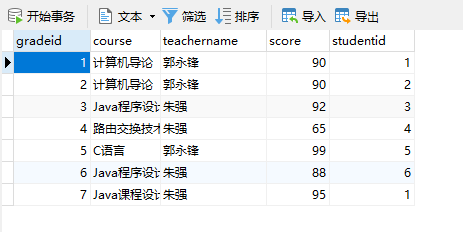 开始事务 文本 筛选 排序 导入 导出
gradeid course teachername score studentid
1 计算机导论 郭永锋 90 1
2 计算机导论 郭永锋 90 2
3 Java程序设计 朱强 92 3
4 路由交换技术 朱强 65 4
5 C语言 郭永锋 99 5
6 Java程序设计 朱强 88 6
7 Java课程设计 朱强 95 1